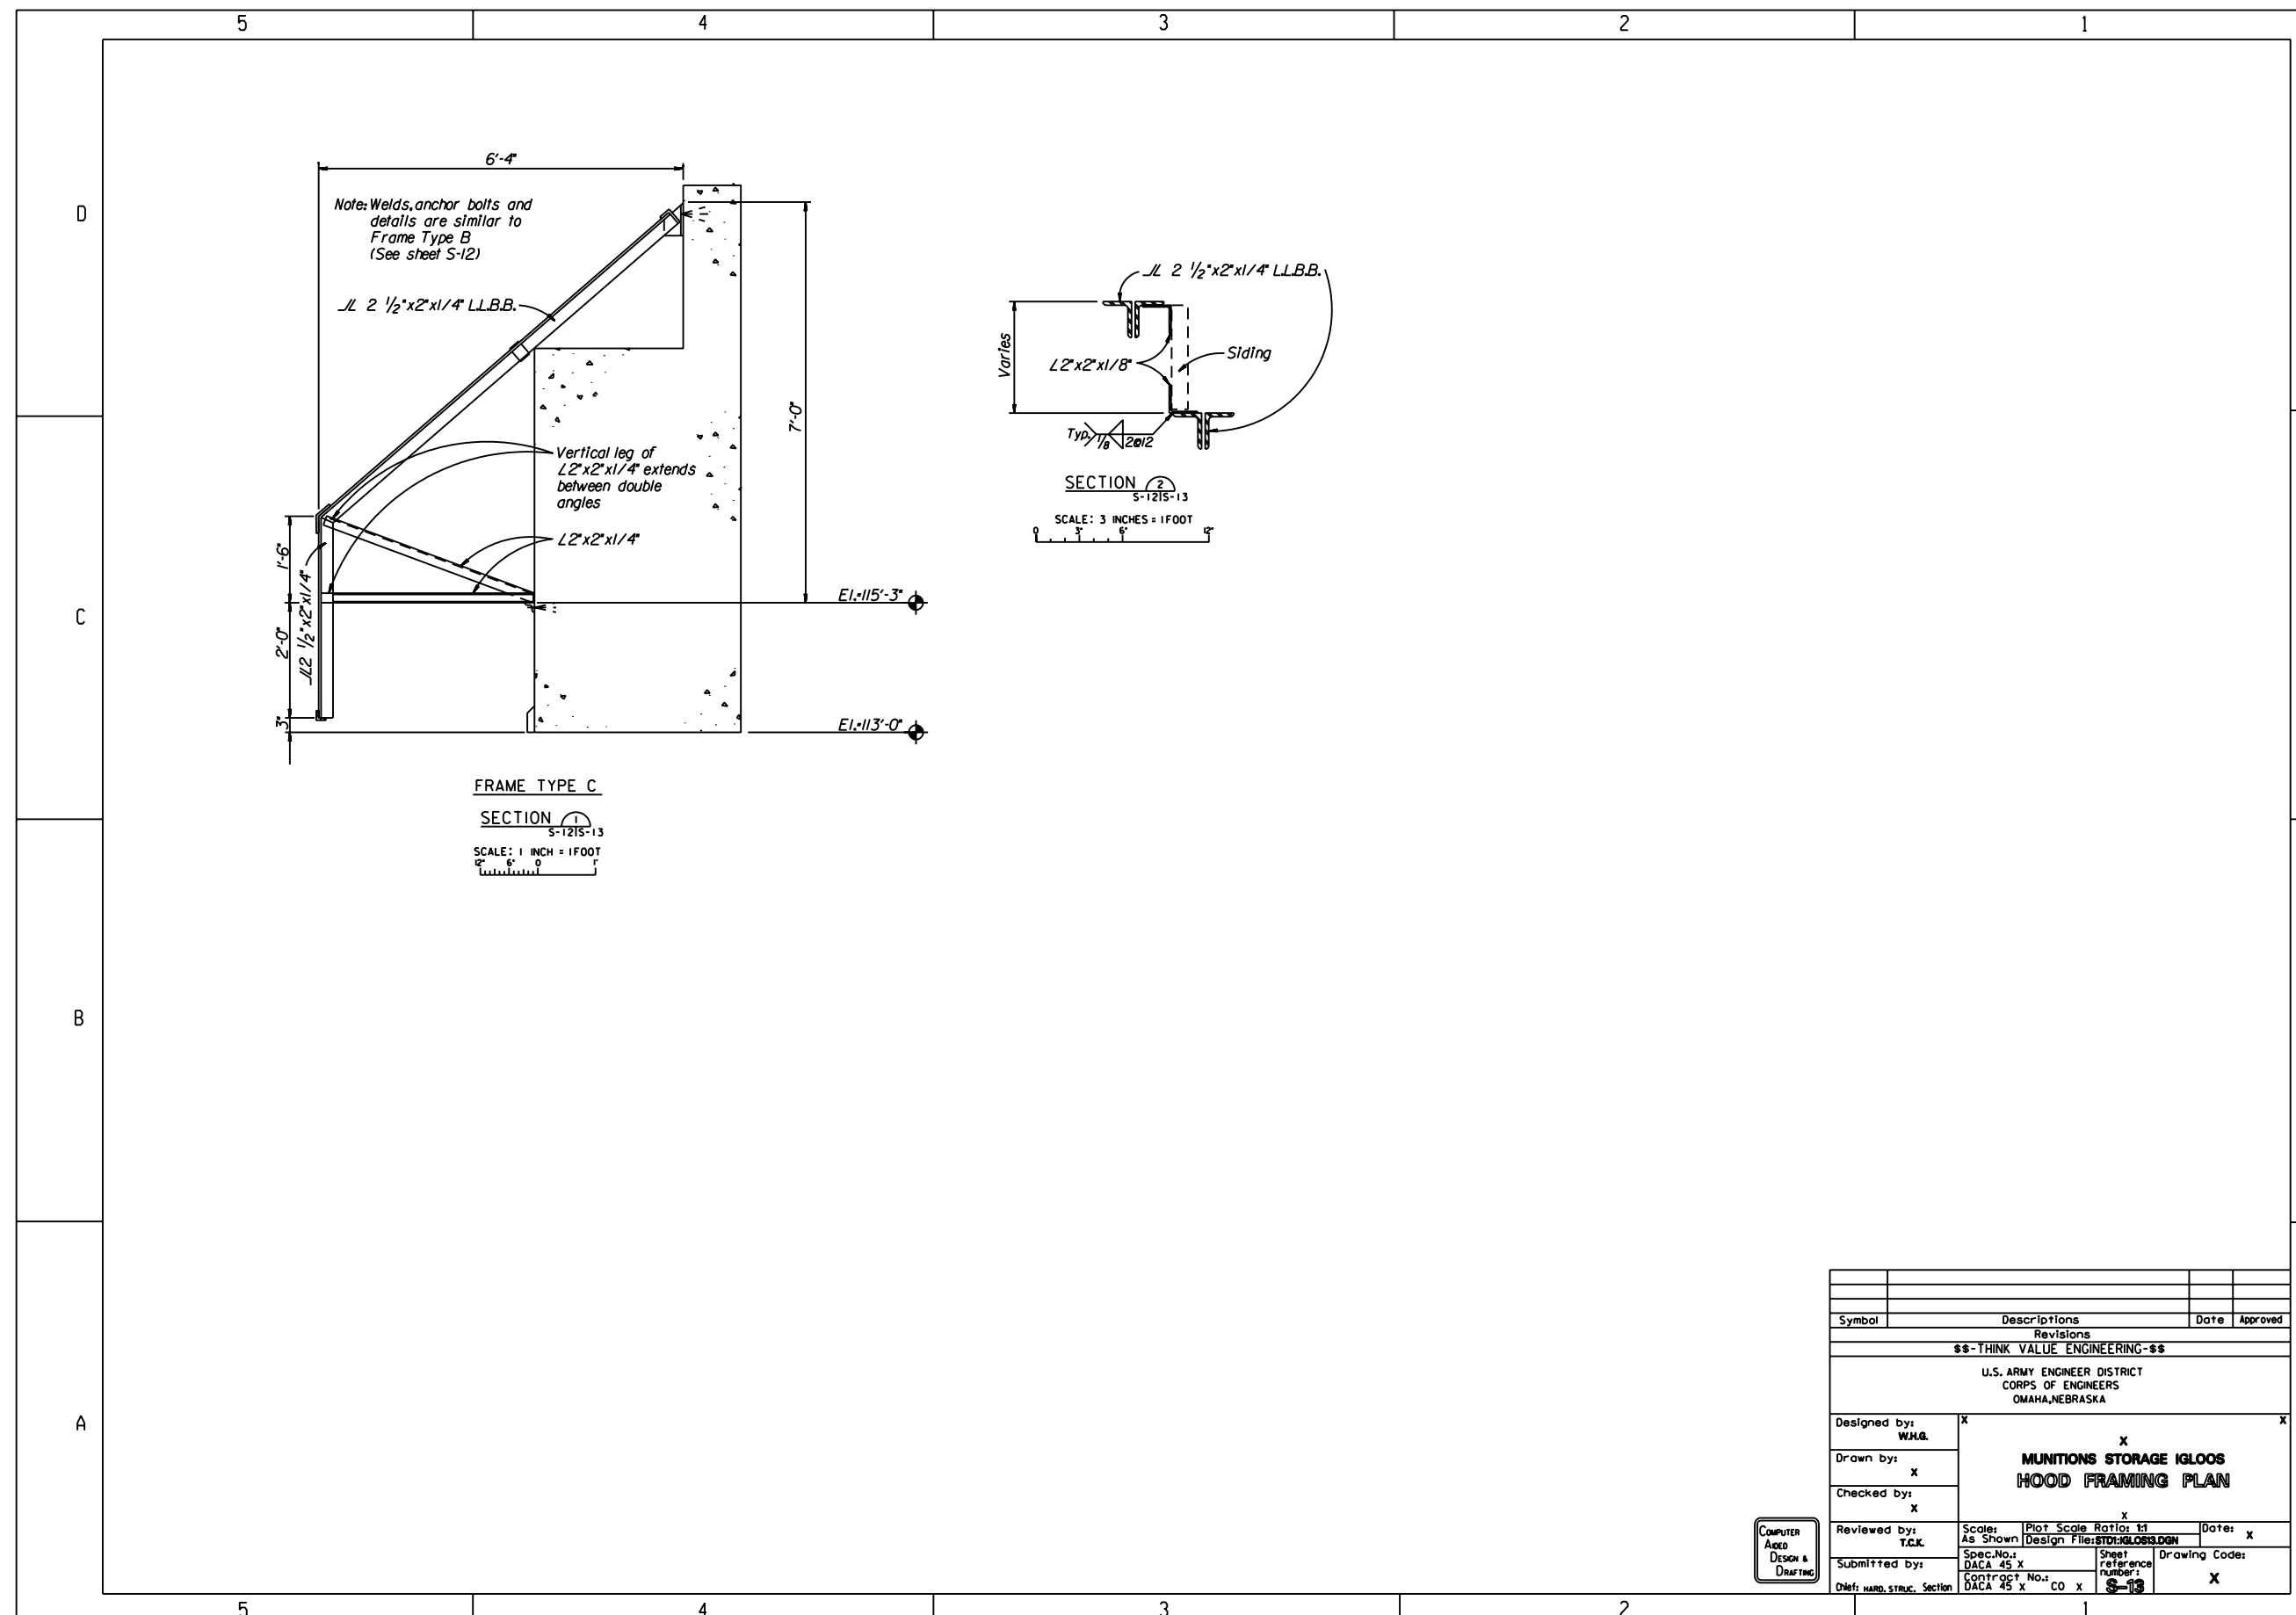 5 4 3 2 1
D
C
B
A
6'-4"
Note: Welds, anchor bolts and
details are similar to
Frame Type B
(See sheet S-12)
JL 2 1/2"x2"x1/4" L.L.B.B.
7'-0"
Vertical leg of
L2"x2"x1/4" extends
between double
angles
L2"x2"x1/4"
1'-6"
2'-0"
3"
JL2 1/2"x2"x1/4"
El.=115'-3"
El.=113'-0"
FRAME TYPE C
SECTION 1
S-12|S-13
SCALE: 1 INCH = 1FOOT
12" 6" 0 1'
JL 2 1/2"x2"x1/4" L.L.B.B.
Varies
L2"x2"x1/8"
Siding
Typ. 1/8 2@12
SECTION 2
S-12|S-13
SCALE: 3 INCHES = 1FOOT
0 3" 6" 12"
Symbol Descriptions Date Approved
Revisions
$$-THINK VALUE ENGINEERING-$$
U.S. ARMY ENGINEER DISTRICT
CORPS OF ENGINEERS
OMAHA,NEBRASKA
Designed by:
W.H.G.
Drawn by:
X
Checked by:
X
Reviewed by:
T.C.K.
Submitted by:
Chief: HARD. STRUC. Section
X X
X
MUNITIONS STORAGE IGLOOS
HOOD FRAMING PLAN
X
Scale:
As Shown
Plot Scale Ratio: 1:1
Design File:STD1:IGLOS13.DGN
Date: X
Spec.No.:
DACA 45 X
Contract No.:
DACA 45 X CO X
Sheet
reference
number:
S-13
Drawing Code:
X
COMPUTER
AIDED
DESIGN &
DRAFTING
5 4 3 2 1